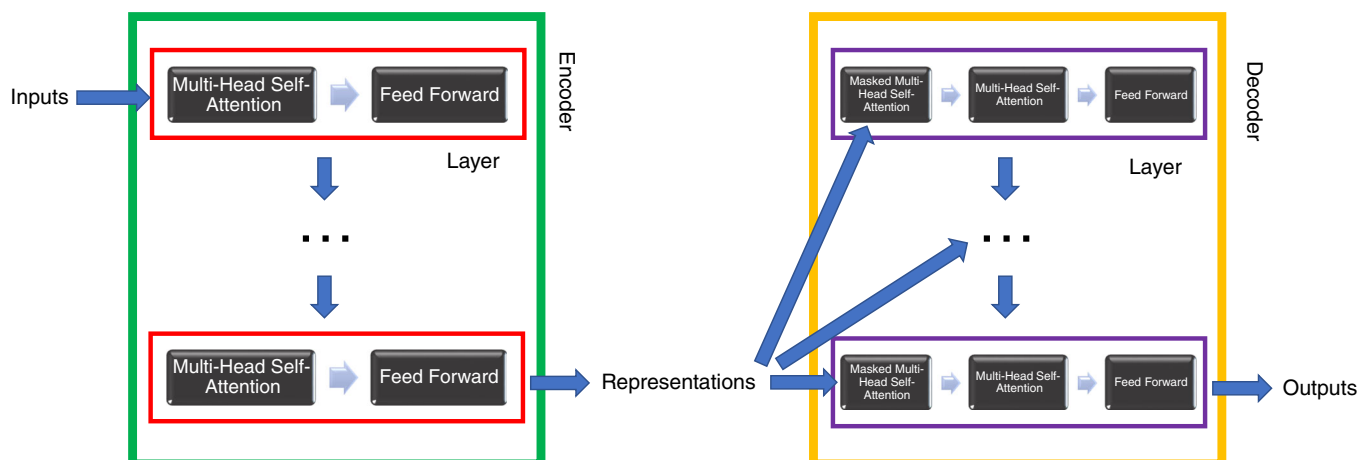 Inputs
Multi-Head Self-
Attention
Feed Forward
Layer
Encoder
. . .
Multi-Head Self-
Attention
Feed Forward
Representations
Masked Multi-
Head Self-
Attention
Multi-Head Self-
Attention
Feed Forward
Layer
Decoder
. . .
Masked Multi-
Head Self-
Attention
Multi-Head Self-
Attention
Feed Forward
Outputs